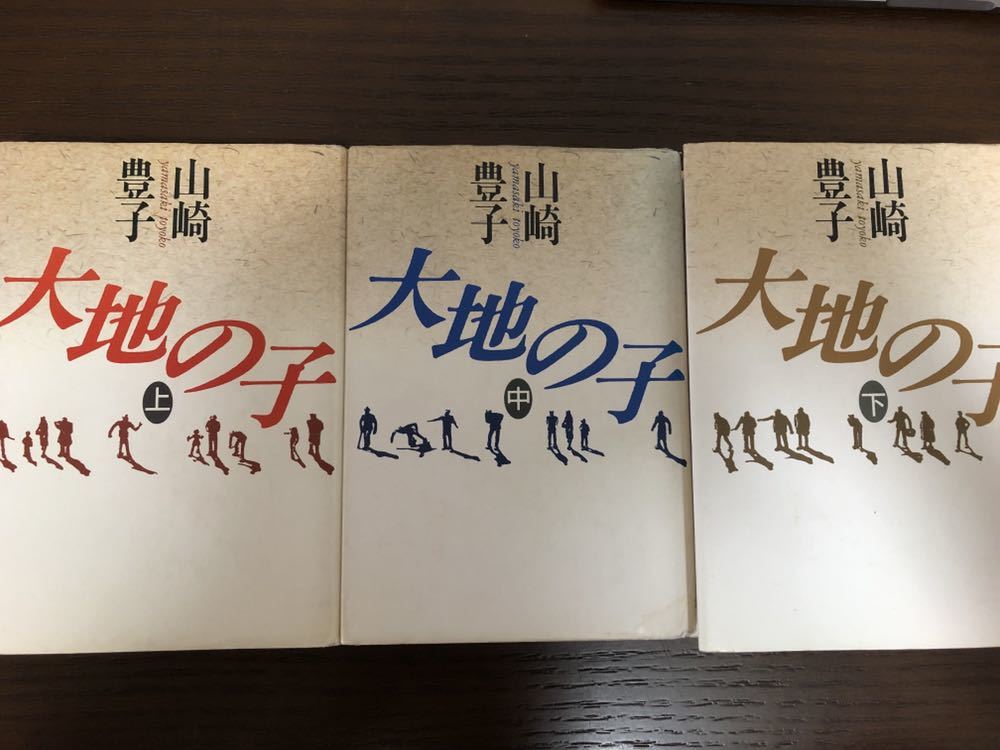 山崎
豊子
yamasaki toyoko
大地の子
上
山崎
豊子
yamasaki toyoko
大地の子
中
山崎
豊子
yamasaki toyoko
大地の子
下